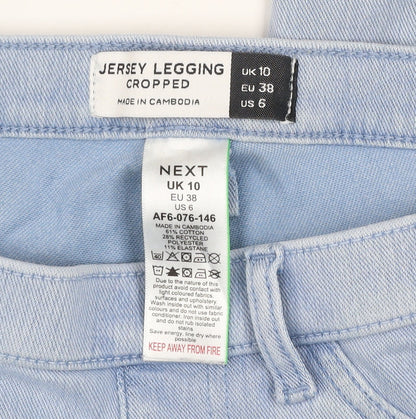 JERSEY LEGGING
CROPPED
MADE IN CAMBODIA
UK 10
EU 38
US 6
NEXT
UK 10
EU 38
US 6
AF6-076-146
MADE IN CAMBODIA
61% COTTON
28% RECYCLED
POLYESTER
11% ELASTANE
Due to the nature of this
product avoid contact with
light coloured fabrics,
surfaces and upholstery
Wash inside out with similar
colours and do not use fabric
conditioner. Iron inside out
and do not rub isolated
stains.
Save energy, line dry where
possible
KEEP AWAY FROM FIRE